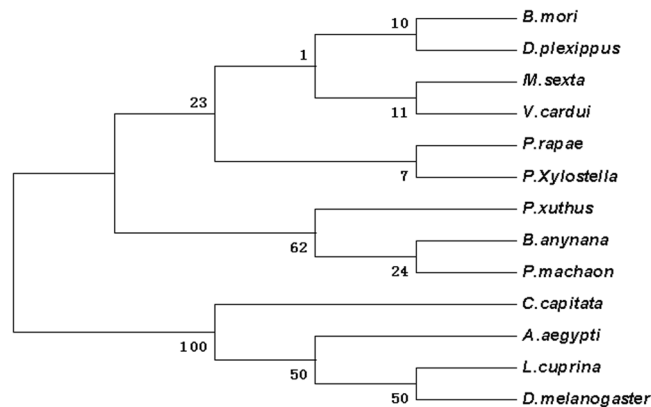 B.mori
10
D.plexippus
1
M.sexta
23
11
V.cardui
P.rapae
7
P.Xylostella
P.xuthus
62
B.anynana
24
P.machaon
C.capitata
100
A.aegypti
50
L.cuprina
50
D.melanogaster